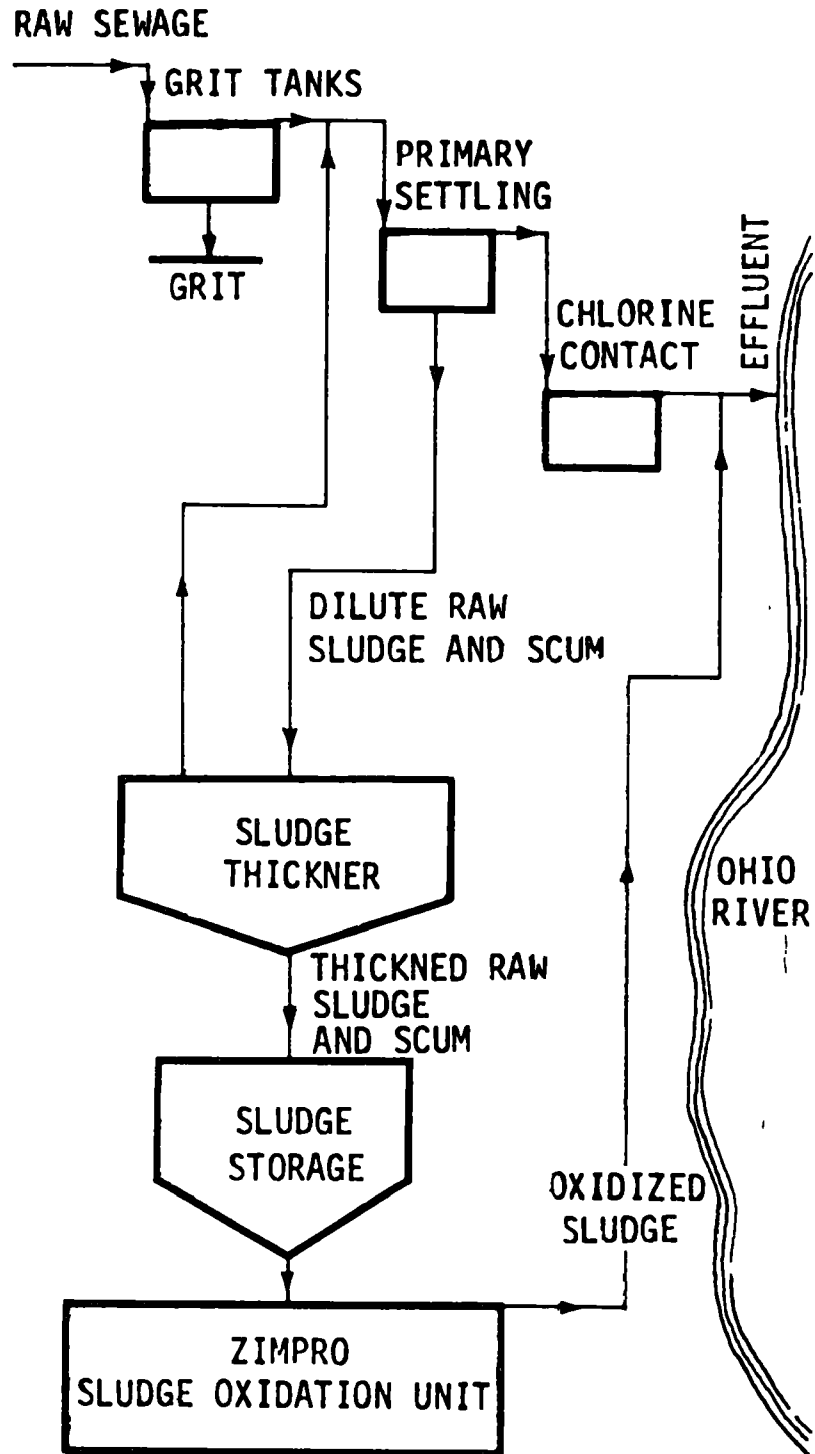 RAW SEWAGE
GRIT TANKS
GRIT
PRIMARY
SETTLING
CHLORINE
CONTACT
EFFLUENT
DILUTE RAW
SLUDGE AND SCUM
SLUDGE
THICKNER
OHIO
RIVER
THICKNED RAW
SLUDGE
AND SCUM
SLUDGE
STORAGE
OXIDIZED
SLUDGE
ZIMPRO
SLUDGE OXIDATION UNIT